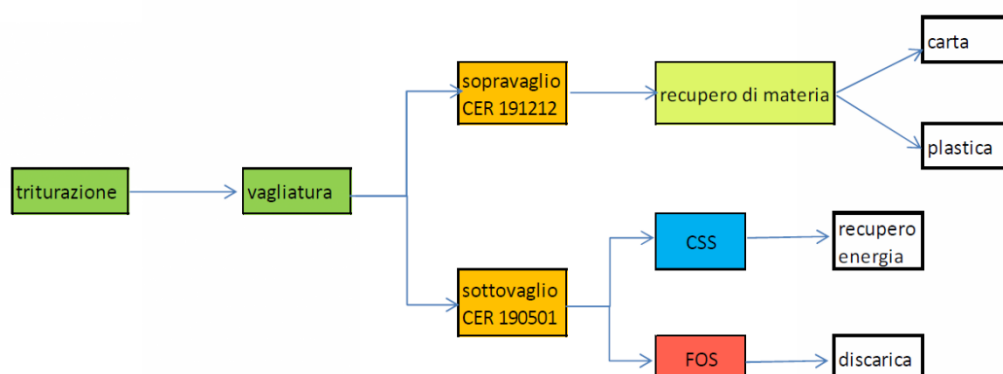 triturazione
vagliatura
sopravaglio
CER 191212
recupero di materia
carta
plastica
sottovaglio
CER 190501
CSS
recupero
energia
FOS
discarica